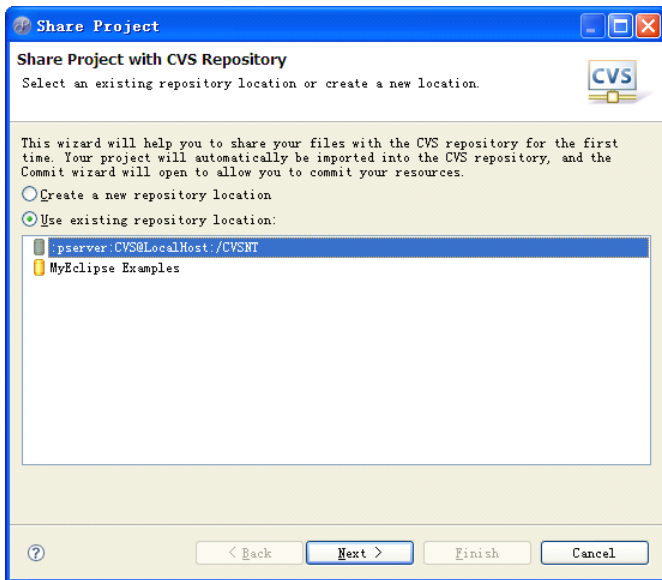 Share Project
Share Project with CVS Repository
Select an existing repository location or create a new location.
CVS
This wizard will help you to share your files with the CVS repository for the first
time. Your project will automatically be imported into the CVS repository, and the
Commit wizard will open to allow you to commit your resources.
Create a new repository location
Use existing repository location:
:pserver:CVS@LocalHost:/CVSNT
MyEclipse Examples
?
< Back
Next >
Finish
Cancel